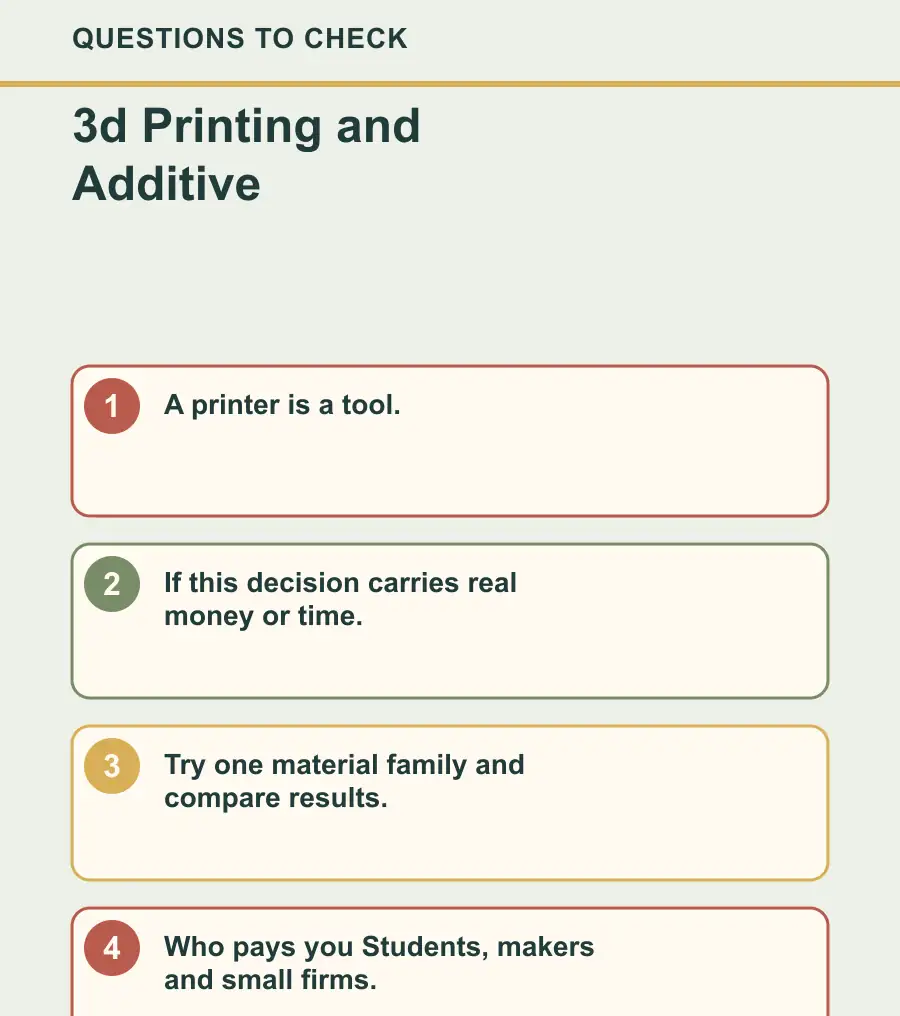 QUESTIONS TO CHECK
3d Printing and
Additive
1
A printer is a tool.
2
If this decision carries real
money or time.
3
Try one material family and
compare results.
4
Who pays you Students, makers
and small firms.